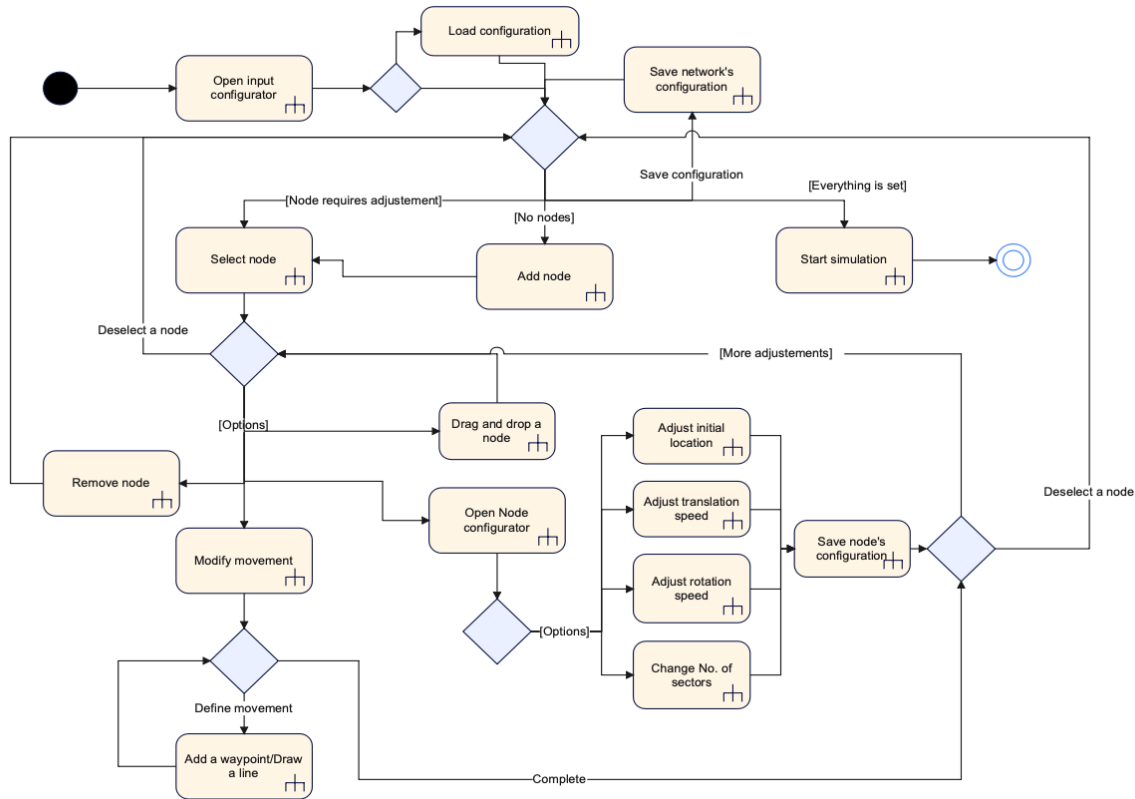 Load configuration
Open input
configurator
Save network's
configuration
Save configuration
[Everything is set]
[Node requires adjustement]
[No nodes]
Select node
Add node
Start simulation
Deselect a node
[More adjustements]
[Options]
Drag and drop a
node
Adjust initial
location
Remove node
Open Node
configurator
Adjust translation
speed
Deselect a node
Save node's
configuration
Modify movement
Adjust rotation
speed
[Options]
Change No. of
sectors
Define movement
Add a waypoint/Draw
a line
Complete